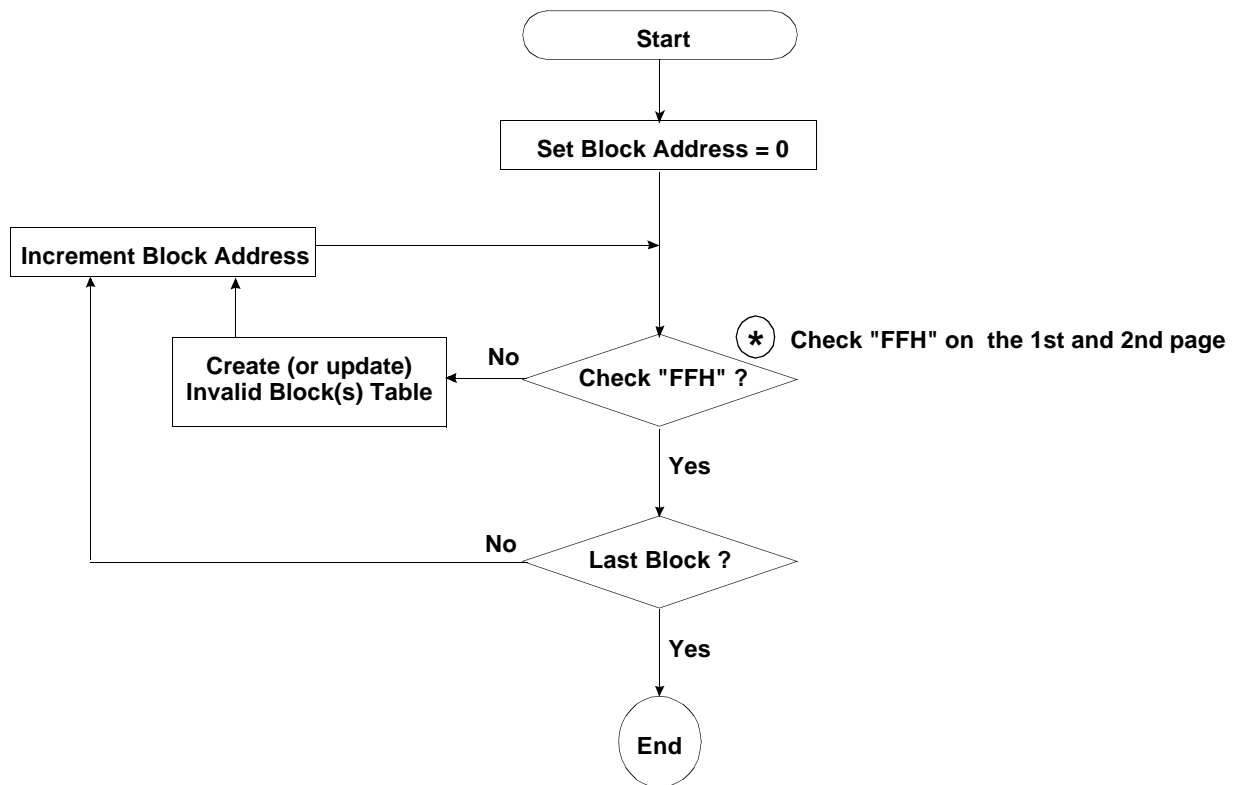 Start
Set Block Address = 0
Increment Block Address
* Check "FFH" on the 1st and 2nd page
No
Create (or update)
Invalid Block(s) Table
Check "FFH" ?
Yes
No
Last Block ?
Yes
End